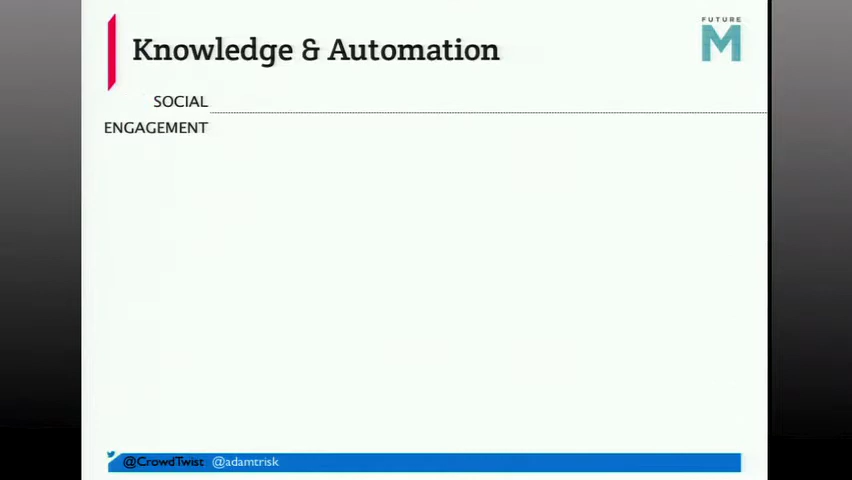 Knowledge & Automation
FUTURE
M
SOCIAL
ENGAGEMENT
@CrowdTwist @adamtrisk